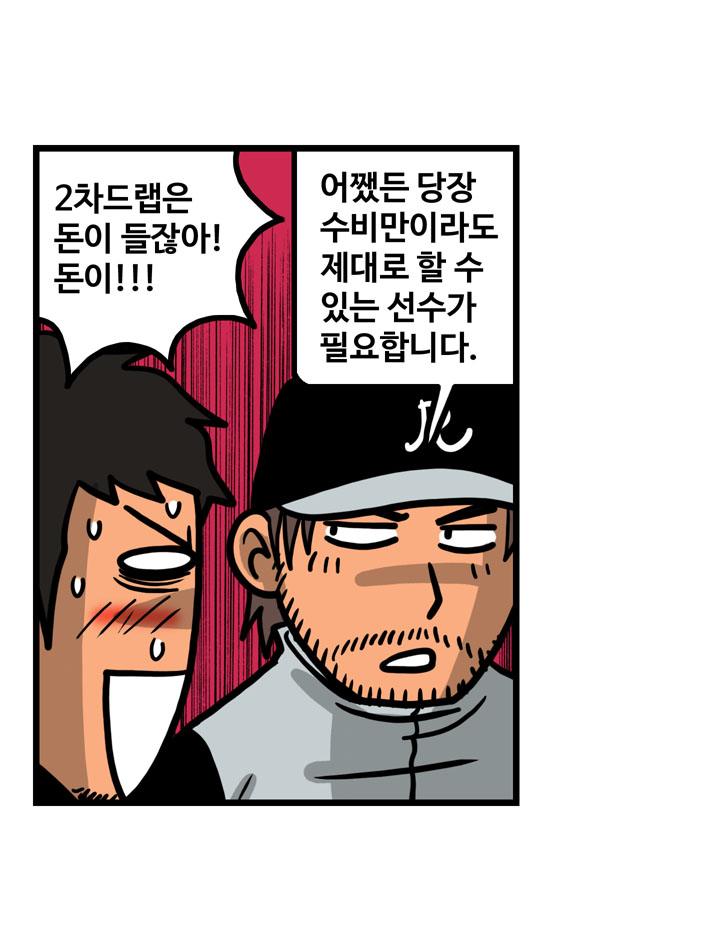 2차드랩은
돈이 들잖아!
돈이!!!
어쨌든 당장
수비만이라도
제대로 할 수
있는 선수가
필요합니다.